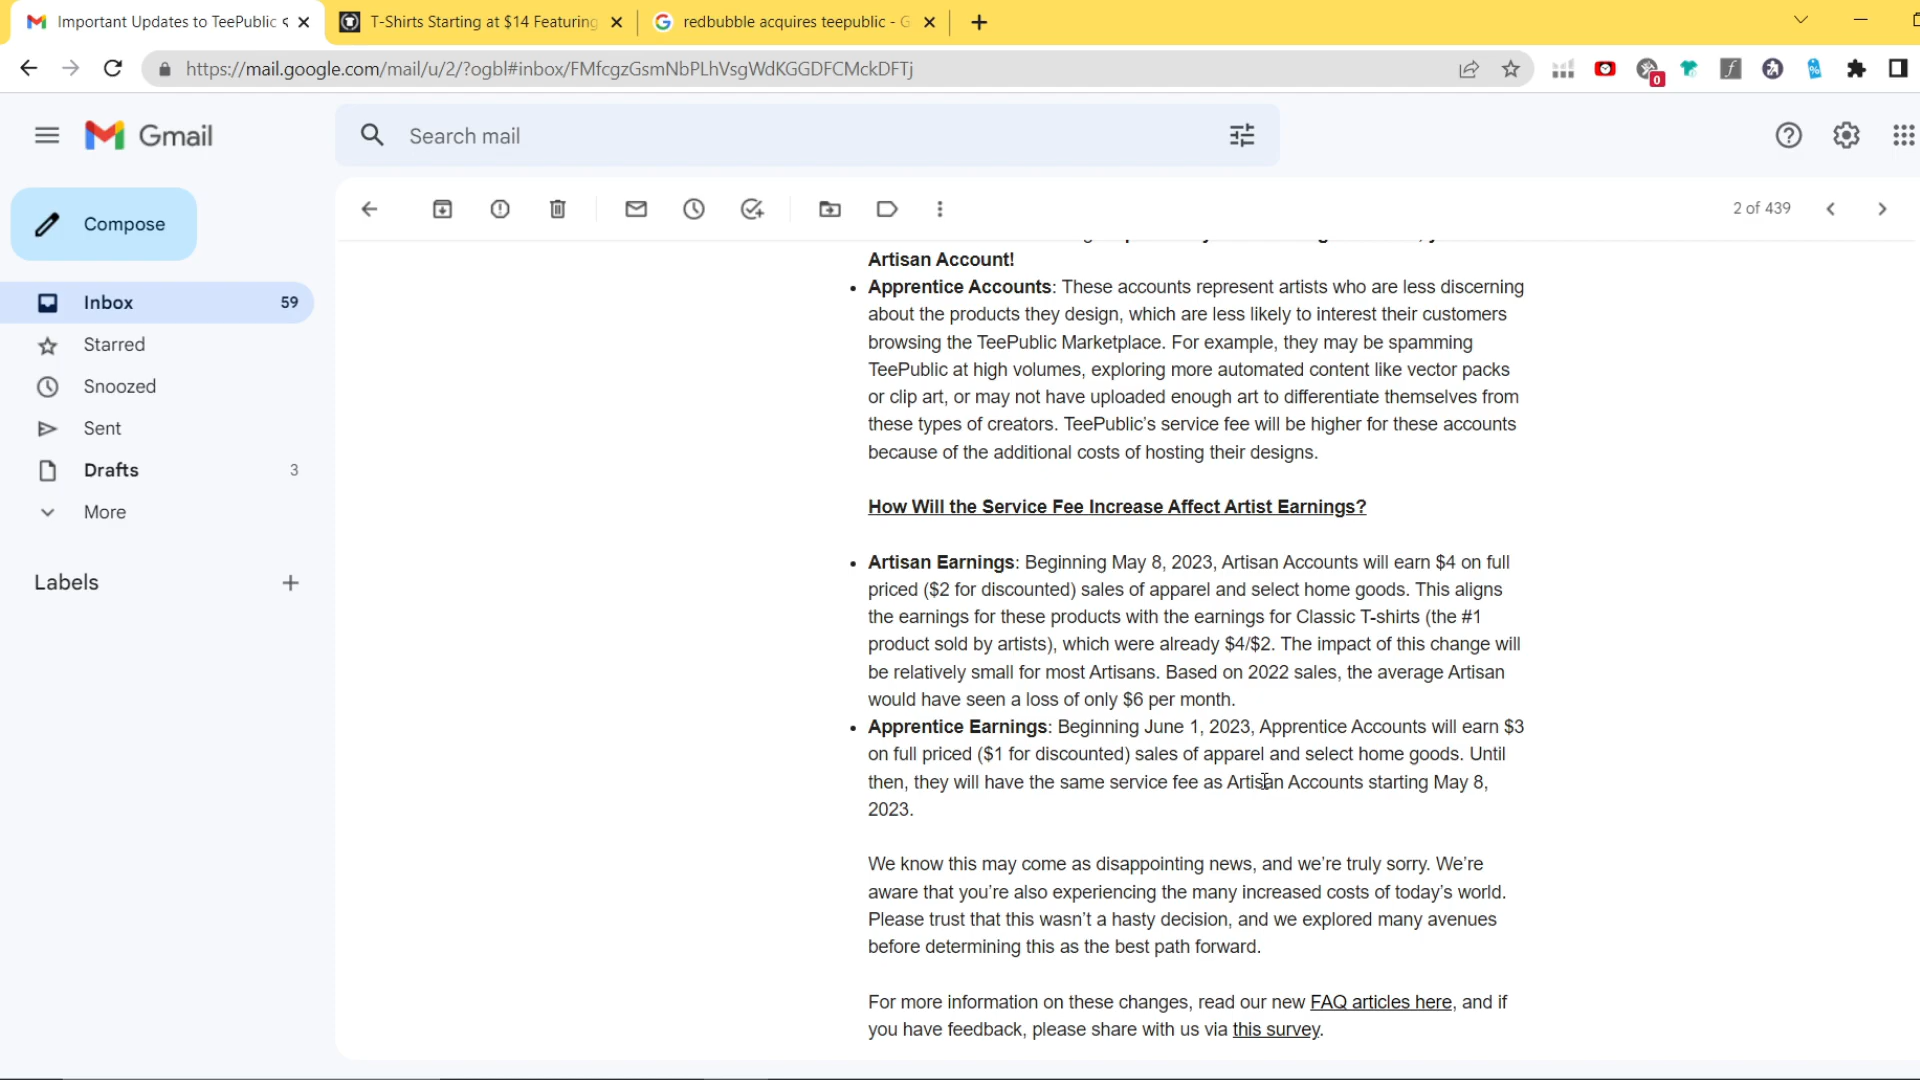 Important Updates to TeePublic
T-Shirts Starting at $14 Featuring
redbubble acquires teepublic - G
https://mail.google.com/mail/u/2/?ogbl#inbox/FMfcgzGsmNbPLhVsgWdKGGDFCMckDFTj
0
Gmail
Search mail
Compose
2 of 439
Inbox 59
Starred
Snoozed
Sent
Drafts 3
More
Labels
Artisan Account!
• Apprentice Accounts: These accounts represent artists who are less discerning
about the products they design, which are less likely to interest their customers
browsing the TeePublic Marketplace. For example, they may be spamming
TeePublic at high volumes, exploring more automated content like vector packs
or clip art, or may not have uploaded enough art to differentiate themselves from
these types of creators. TeePublic’s service fee will be higher for these accounts
because of the additional costs of hosting their designs.
How Will the Service Fee Increase Affect Artist Earnings?
• Artisan Earnings: Beginning May 8, 2023, Artisan Accounts will earn $4 on full
priced ($2 for discounted) sales of apparel and select home goods. This aligns
the earnings for these products with the earnings for Classic T-shirts (the #1
product sold by artists), which were already $4/$2. The impact of this change will
be relatively small for most Artisans. Based on 2022 sales, the average Artisan
would have seen a loss of only $6 per month.
• Apprentice Earnings: Beginning June 1, 2023, Apprentice Accounts will earn $3
on full priced ($1 for discounted) sales of apparel and select home goods. Until
then, they will have the same service fee as Artisan Accounts starting May 8,
2023.
We know this may come as disappointing news, and we’re truly sorry. We’re
aware that you’re also experiencing the many increased costs of today’s world.
Please trust that this wasn’t a hasty decision, and we explored many avenues
before determining this as the best path forward.
For more information on these changes, read our new FAQ articles here, and if
you have feedback, please share with us via this survey.